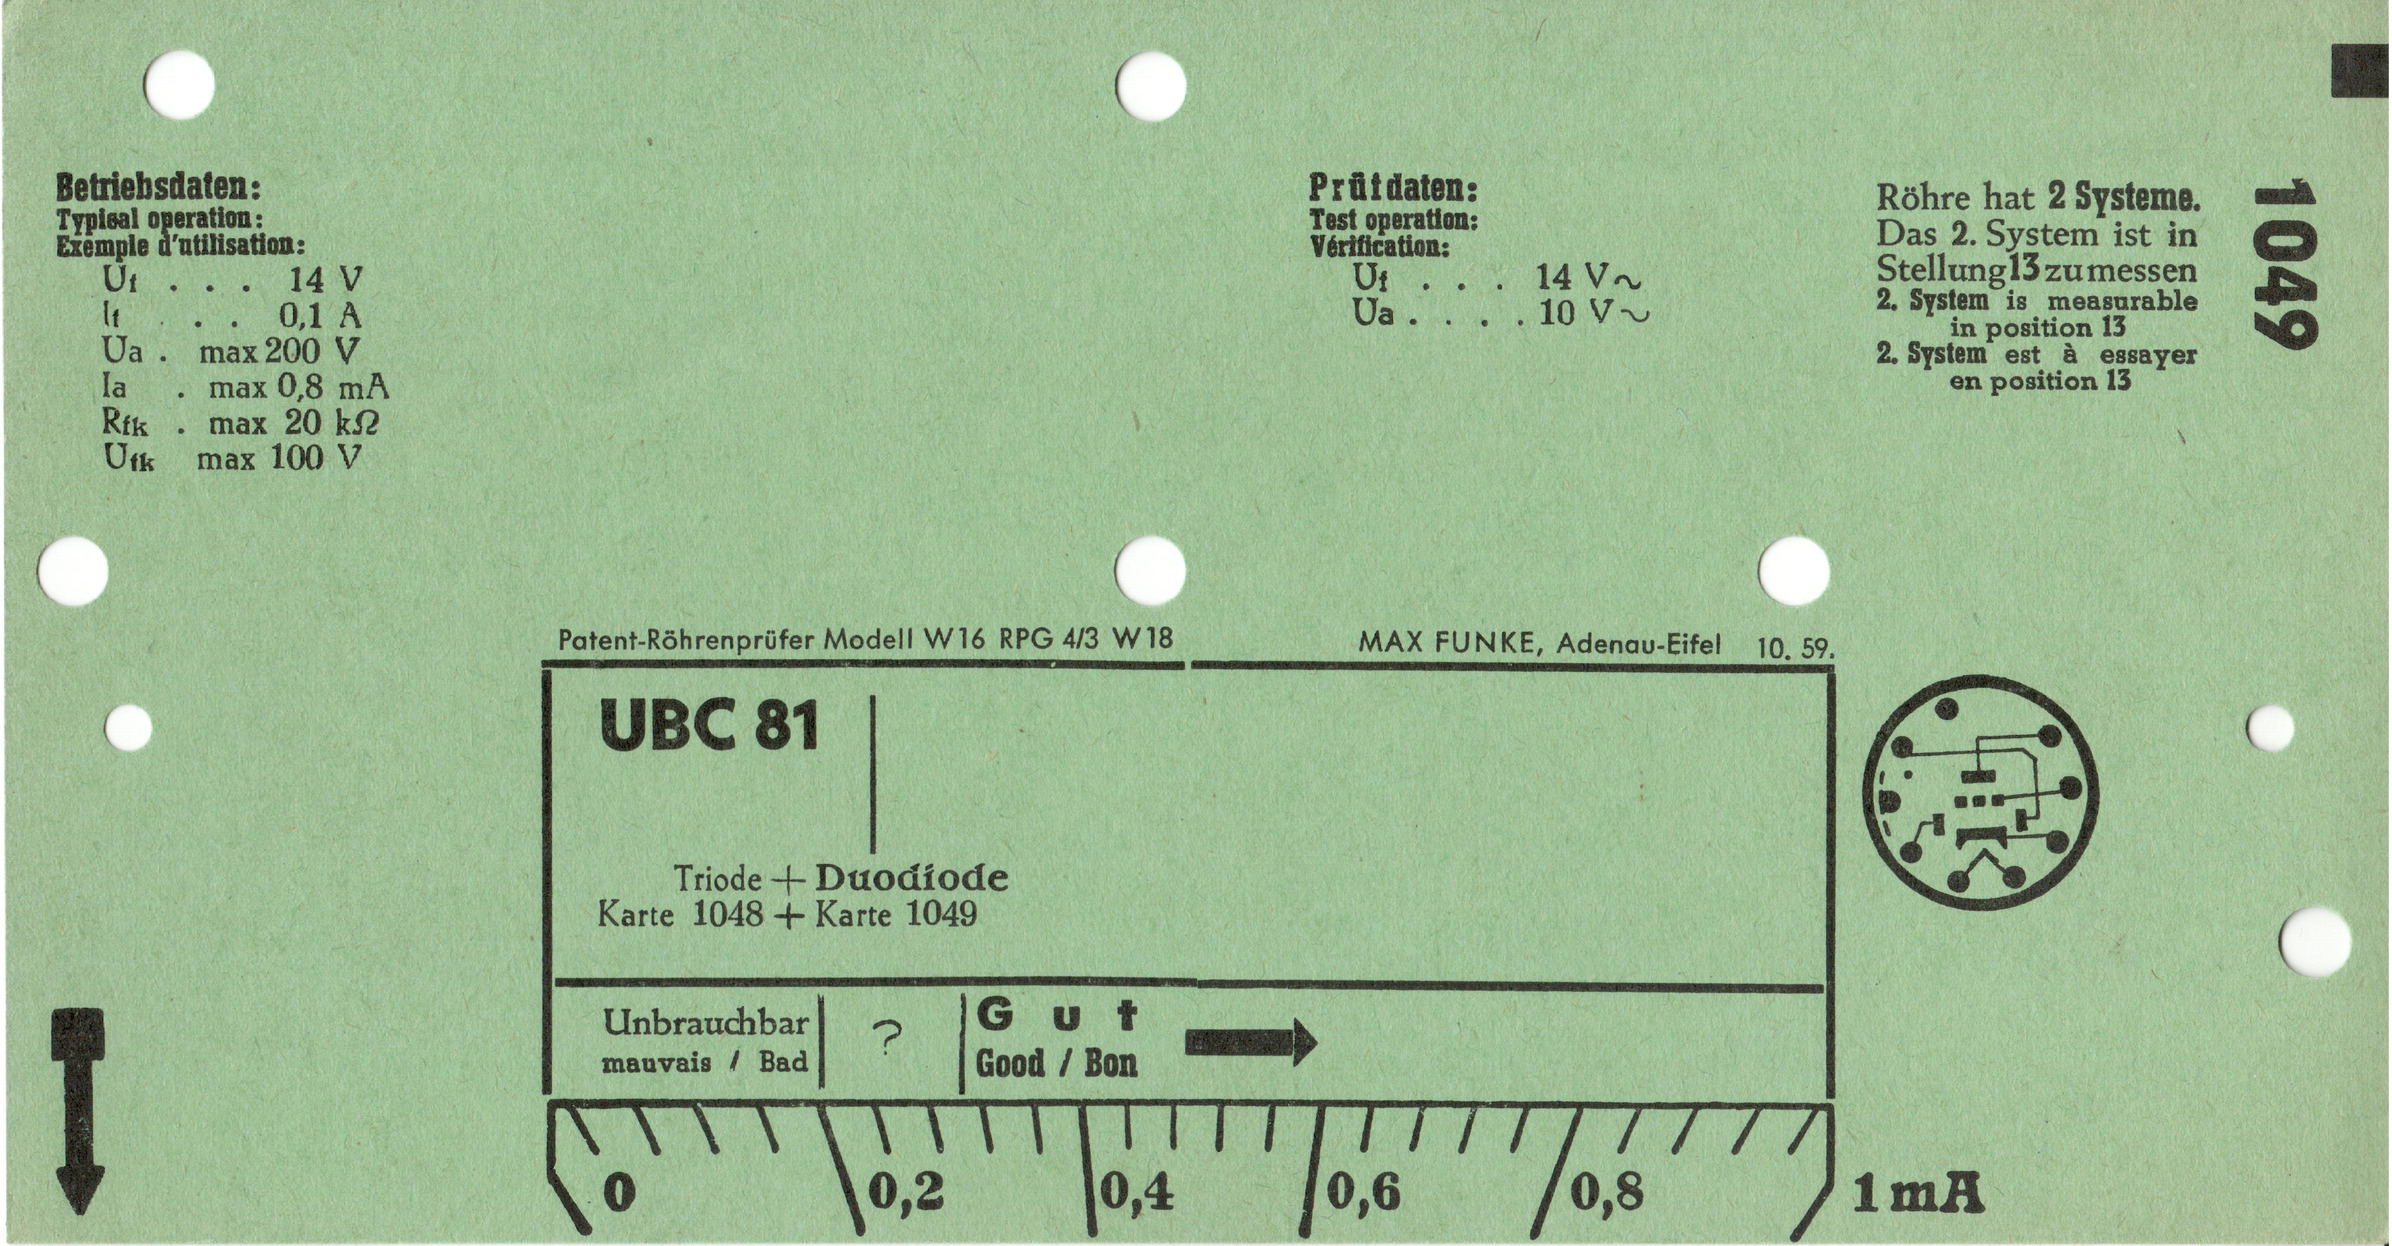 Betriebsdaten:
Typical operation:
Exemple d'utilisation:
Uf . . . 14 V
If . . . 0,1 A
Ua . max 200 V
Ia . max 0,8 mA
Rfk . max 20 kΩ
Ufk max 100 V
Prüfdaten:
Test operation:
Vérification:
Uf . . . 14 V~
Ua . . . . 10 V~
Röhre hat 2 Systeme.
Das 2. System ist in
Stellung 13 zu messen
2. System is measurable
in position 13
2. System est à essayer
en position 13
1049
Patent-Röhrenprüfer Modell W16 RPG 4/3 W18
MAX FUNKE, Adenau-Eifel 10. 59.
UBC 81
Triode + Duodiode
Karte 1048 + Karte 1049
Unbrauchbar
mauvais / Bad
?
Gut
Good / Bon
0 0,2 0,4 0,6 0,8 1 mA